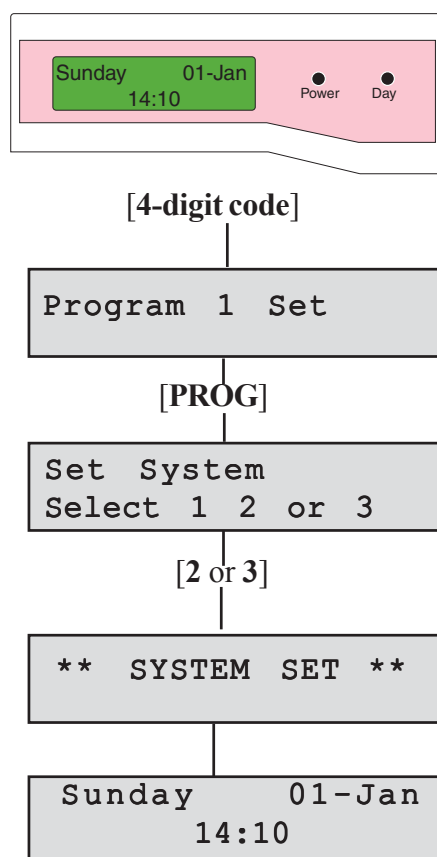 Sunday 01-Jan
14:10
Power Day
[4-digit code]
Program 1 Set
[PROG]
Set System
Select 1 2 or 3
[2 or 3]
** SYSTEM SET **
Sunday 01-Jan
14:10